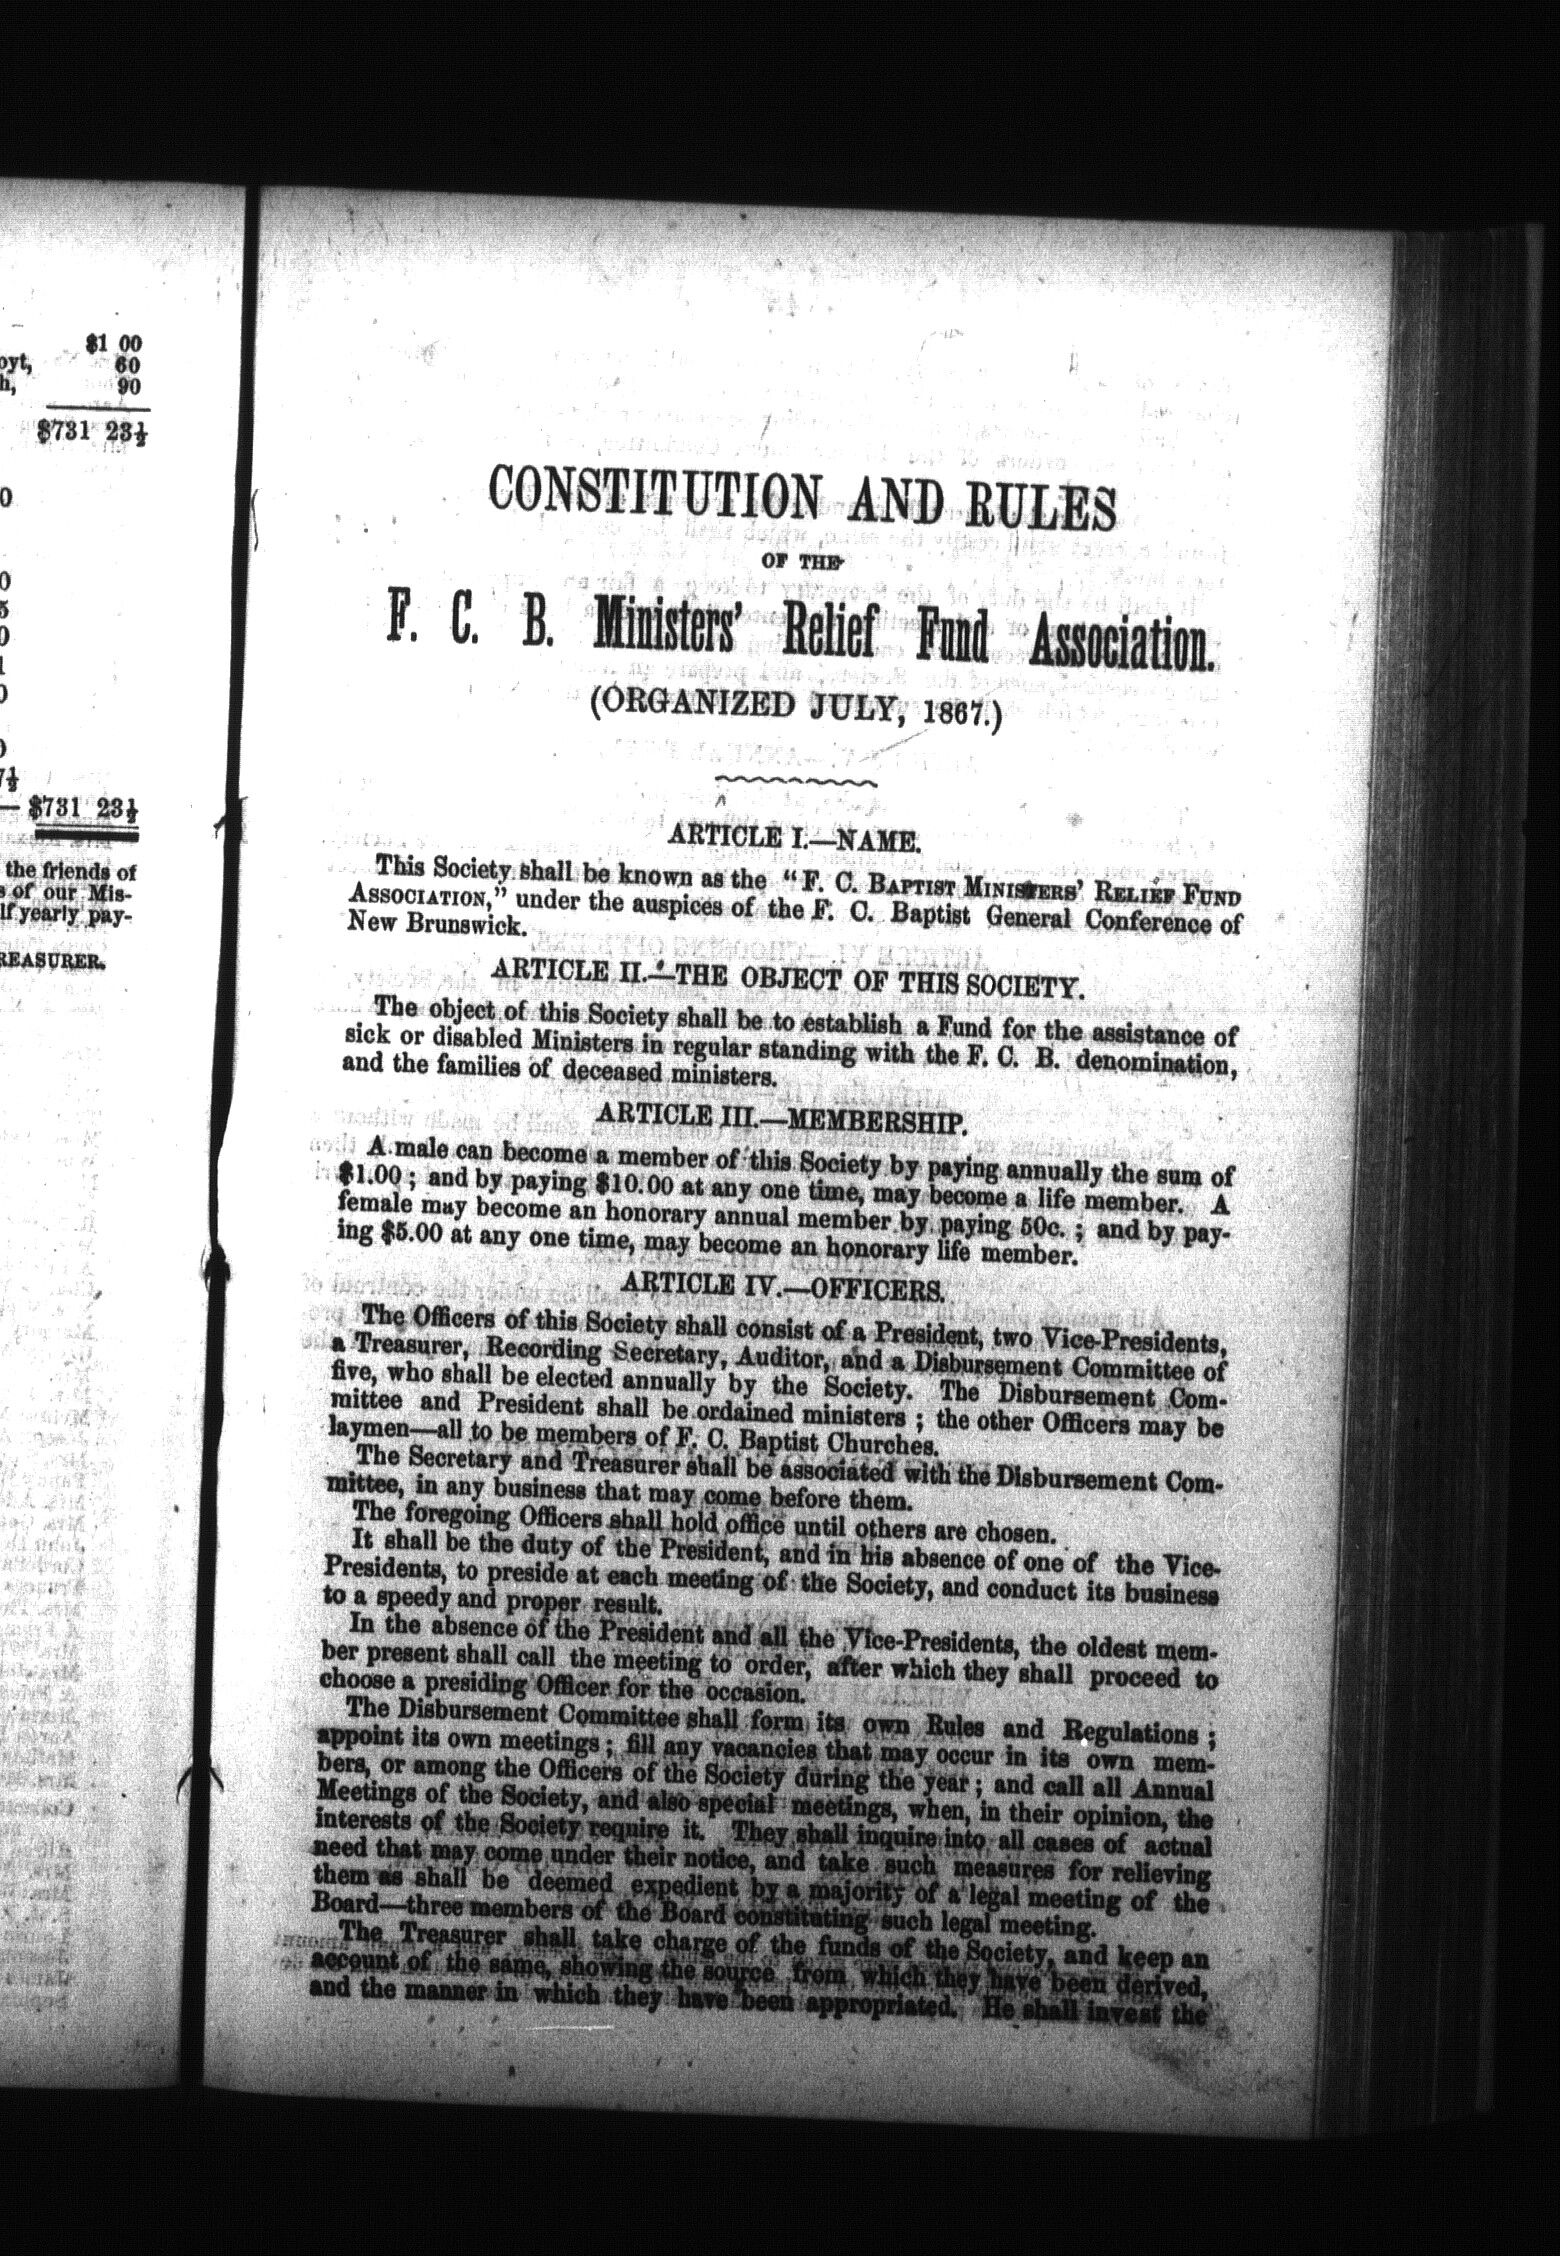 $1 00
oyt, 60
h, 90
$731 23½
0
0
5
0
1
0
0
7½
— $731 23½
the friends of
s of our Mis-
lf yearly pay-
REASURER.
CONSTITUTION AND RULES
OF THE
F. C. B. Ministers' Relief Fund Association.
(ORGANIZED JULY, 1867.)
ARTICLE I.—NAME.
This Society shall be known as the "F. C. BAPTIST MINISTERS' RELIEF FUND
ASSOCIATION," under the auspices of the F. C. Baptist General Conference of
New Brunswick.
ARTICLE II.—THE OBJECT OF THIS SOCIETY.
The object of this Society shall be to establish a Fund for the assistance of
sick or disabled Ministers in regular standing with the F. C. B. denomination,
and the families of deceased ministers.
ARTICLE III.—MEMBERSHIP.
A male can become a member of this Society by paying annually the sum of
$1.00; and by paying $10.00 at any one time, may become a life member. A
female may become an honorary annual member by paying 50c.; and by pay-
ing $5.00 at any one time, may become an honorary life member.
ARTICLE IV.—OFFICERS.
The Officers of this Society shall consist of a President, two Vice-Presidents,
a Treasurer, Recording Secretary, Auditor, and a Disbursement Committee of
five, who shall be elected annually by the Society. The Disbursement Com-
mittee and President shall be ordained ministers; the other Officers may be
laymen—all to be members of F. C. Baptist Churches.
The Secretary and Treasurer shall be associated with the Disbursement Com-
mittee, in any business that may come before them.
The foregoing Officers shall hold office until others are chosen.
It shall be the duty of the President, and in his absence of one of the Vice-
Presidents, to preside at each meeting of the Society, and conduct its business
to a speedy and proper result.
In the absence of the President and all the Vice-Presidents, the oldest mem-
ber present shall call the meeting to order, after which they shall proceed to
choose a presiding Officer for the occasion.
The Disbursement Committee shall form its own Rules and Regulations;
appoint its own meetings; fill any vacancies that may occur in its own mem-
bers, or among the Officers of the Society during the year; and call all Annual
Meetings of the Society, and also special meetings, when, in their opinion, the
interests of the Society require it. They shall inquire into all cases of actual
need that may come under their notice, and take such measures for relieving
them as shall be deemed expedient by a majority of a legal meeting of the
Board—three members of the Board constituting such legal meeting.
The Treasurer shall take charge of the funds of the Society, and keep an
account of the same, showing the source from which they have been derived,
and the manner in which they have been appropriated. He shall invest the